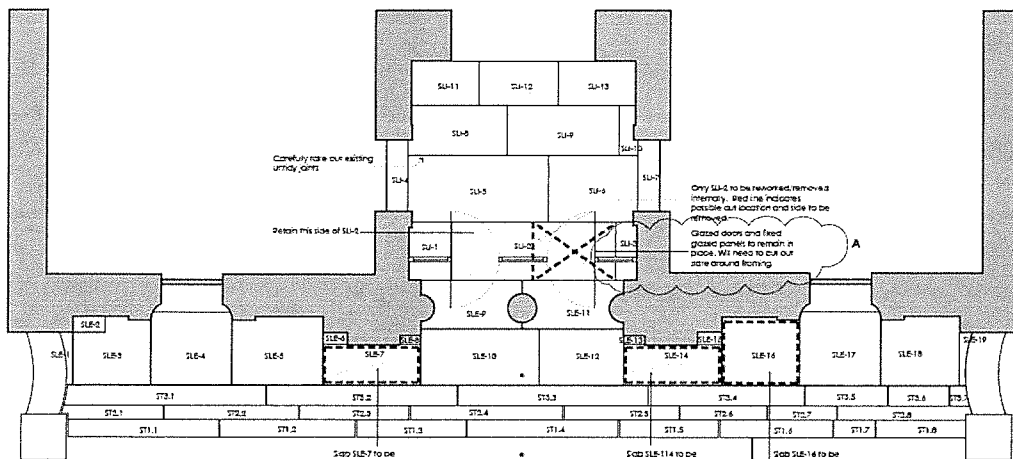 SLI-11 SLI-12 SLI-13
SLI-8 SLI-9
SLI-10
Carefully rake out existing
untidy joints
SLI-4 SLI-7
SLI-5 SLI-6
Only SLI-2 to be reworked/removed
internally. Red line indicates
possible cut location and side to be
removed.
Retain this side of SLI-2
SLI-1 SLI-02 SLI-3
Glazed doors and fixed
glazed panels to remain in
place. Will need to cut out
slate around framing.
A
SLE-9 SLE-11
SLE-2
SLE-1 SLE-3 SLE-4 SLE-5 SLE-6 SLE-7 SLE-8 SLE-10 SLE-12 SLE-13 SLE-14 SLE-15 SLE-16 SLE-17 SLE-18 SLE-19
ST3.1 ST3.2 ST3.3 ST3.4 ST3.5 ST3.6 ST3.7
ST2.1 ST2.2 ST2.3 ST2.4 ST2.5 ST2.6 ST2.7 ST2.8
ST1.1 ST1.2 ST1.3 ST1.4 ST1.5 ST1.6 ST1.7 ST1.8
Slab SLE-7 to be Slab SLE-114 to be Slab SLE-16 to be